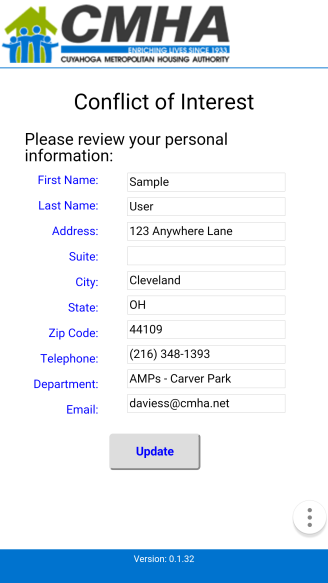 CMHA
ENRICHING LIVES SINCE 1933
CUYAHOGA METROPOLITAN HOUSING AUTHORITY
Conflict of Interest
Please review your personal
information:
First Name: Sample
Last Name: User
Address: 123 Anywhere Lane
Suite:
City: Cleveland
State: OH
Zip Code: 44109
Telephone: (216) 348-1393
Department: AMPs - Carver Park
Email: daviess@cmha.net
Update
Version: 0.1.32